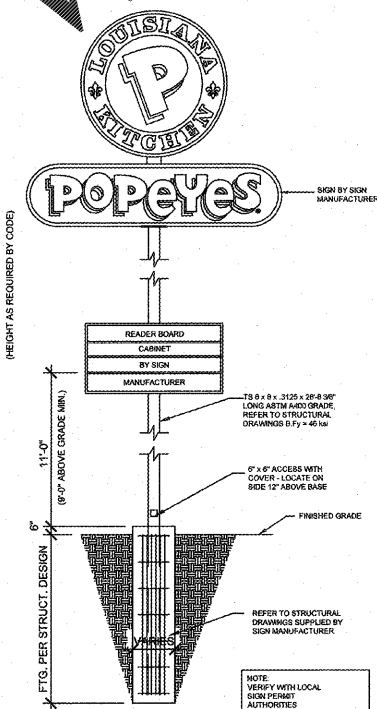 LOUISIANA
P
KITCHEN
POPEYES
SIGN BY SIGN
MANUFACTURER
(HEIGHT AS REQUIRED BY CODE)
READER BOARD
CABINET
BY SIGN
MANUFACTURER
TS 8 x 8 x .3125 x 28'-8 3/8"
LONG ASTM A400 GRADE,
REFER TO STRUCTURAL
DRAWINGS B.Fy = 46 ksi
11'-0"
(9'-0" ABOVE GRADE MIN.)
6" x 6" ACCESS WITH
COVER - LOCATE ON
SIDE 12" ABOVE BASE
6"
FINISHED GRADE
FTG. PER STRUCT. DESIGN
REFER TO STRUCTURAL
DRAWINGS SUPPLIED BY
SIGN MANUFACTURER
VARIES
NOTE:
VERIFY WITH LOCAL
SIGN PERMIT
AUTHORITIES